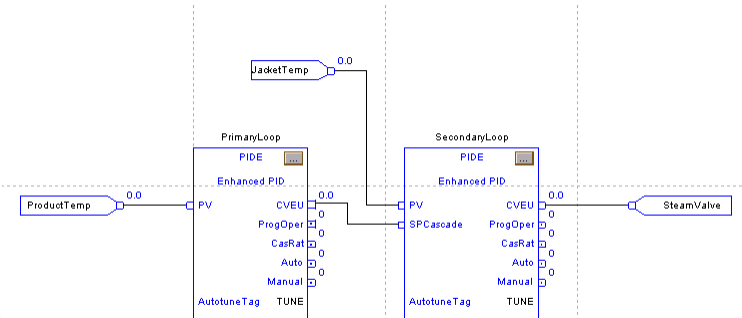 0.0
JacketTemp
PrimaryLoop
SecondaryLoop
PIDE ...
PIDE ...
Enhanced PID
Enhanced PID
0.0
0.0
0.0
ProductTemp
PV
CVEU
PV
CVEU
SteamValve
0
0
ProgOper
SPCascade
ProgOper
0
0
CasRat
CasRat
0
0
Auto
Auto
0
0
Manual
Manual
AutotuneTag
TUNE
AutotuneTag
TUNE